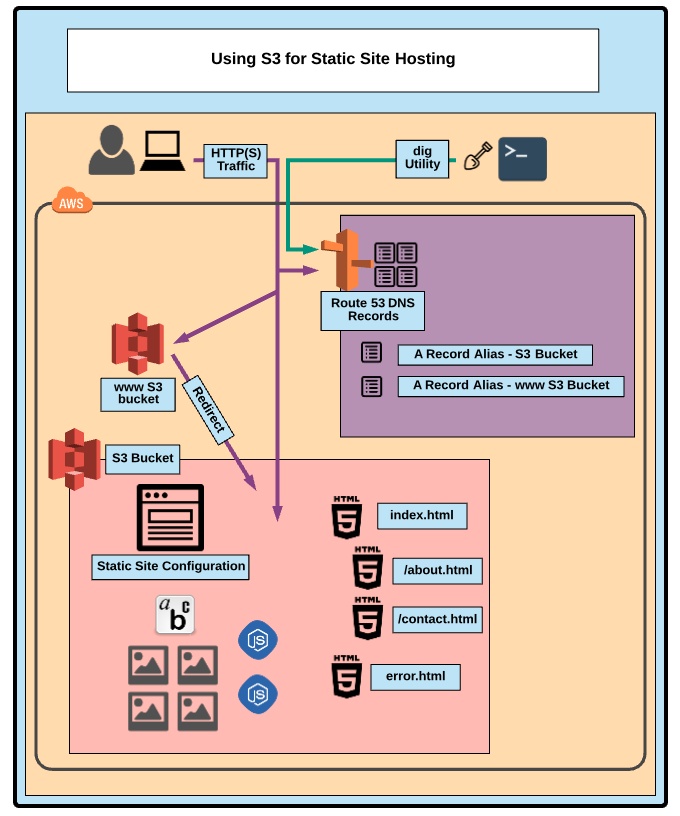 Using S3 for Static Site Hosting
HTTP(S)
Traffic
dig
Utility
>_
AWS
Route 53 DNS
Records
A Record Alias - S3 Bucket
A Record Alias - www S3 Bucket
www S3
bucket
Redirect
S3 Bucket
Static Site Configuration
HTML
5
index.html
HTML
5
/about.html
HTML
5
/contact.html
HTML
5
error.html
a b c
JS
JS